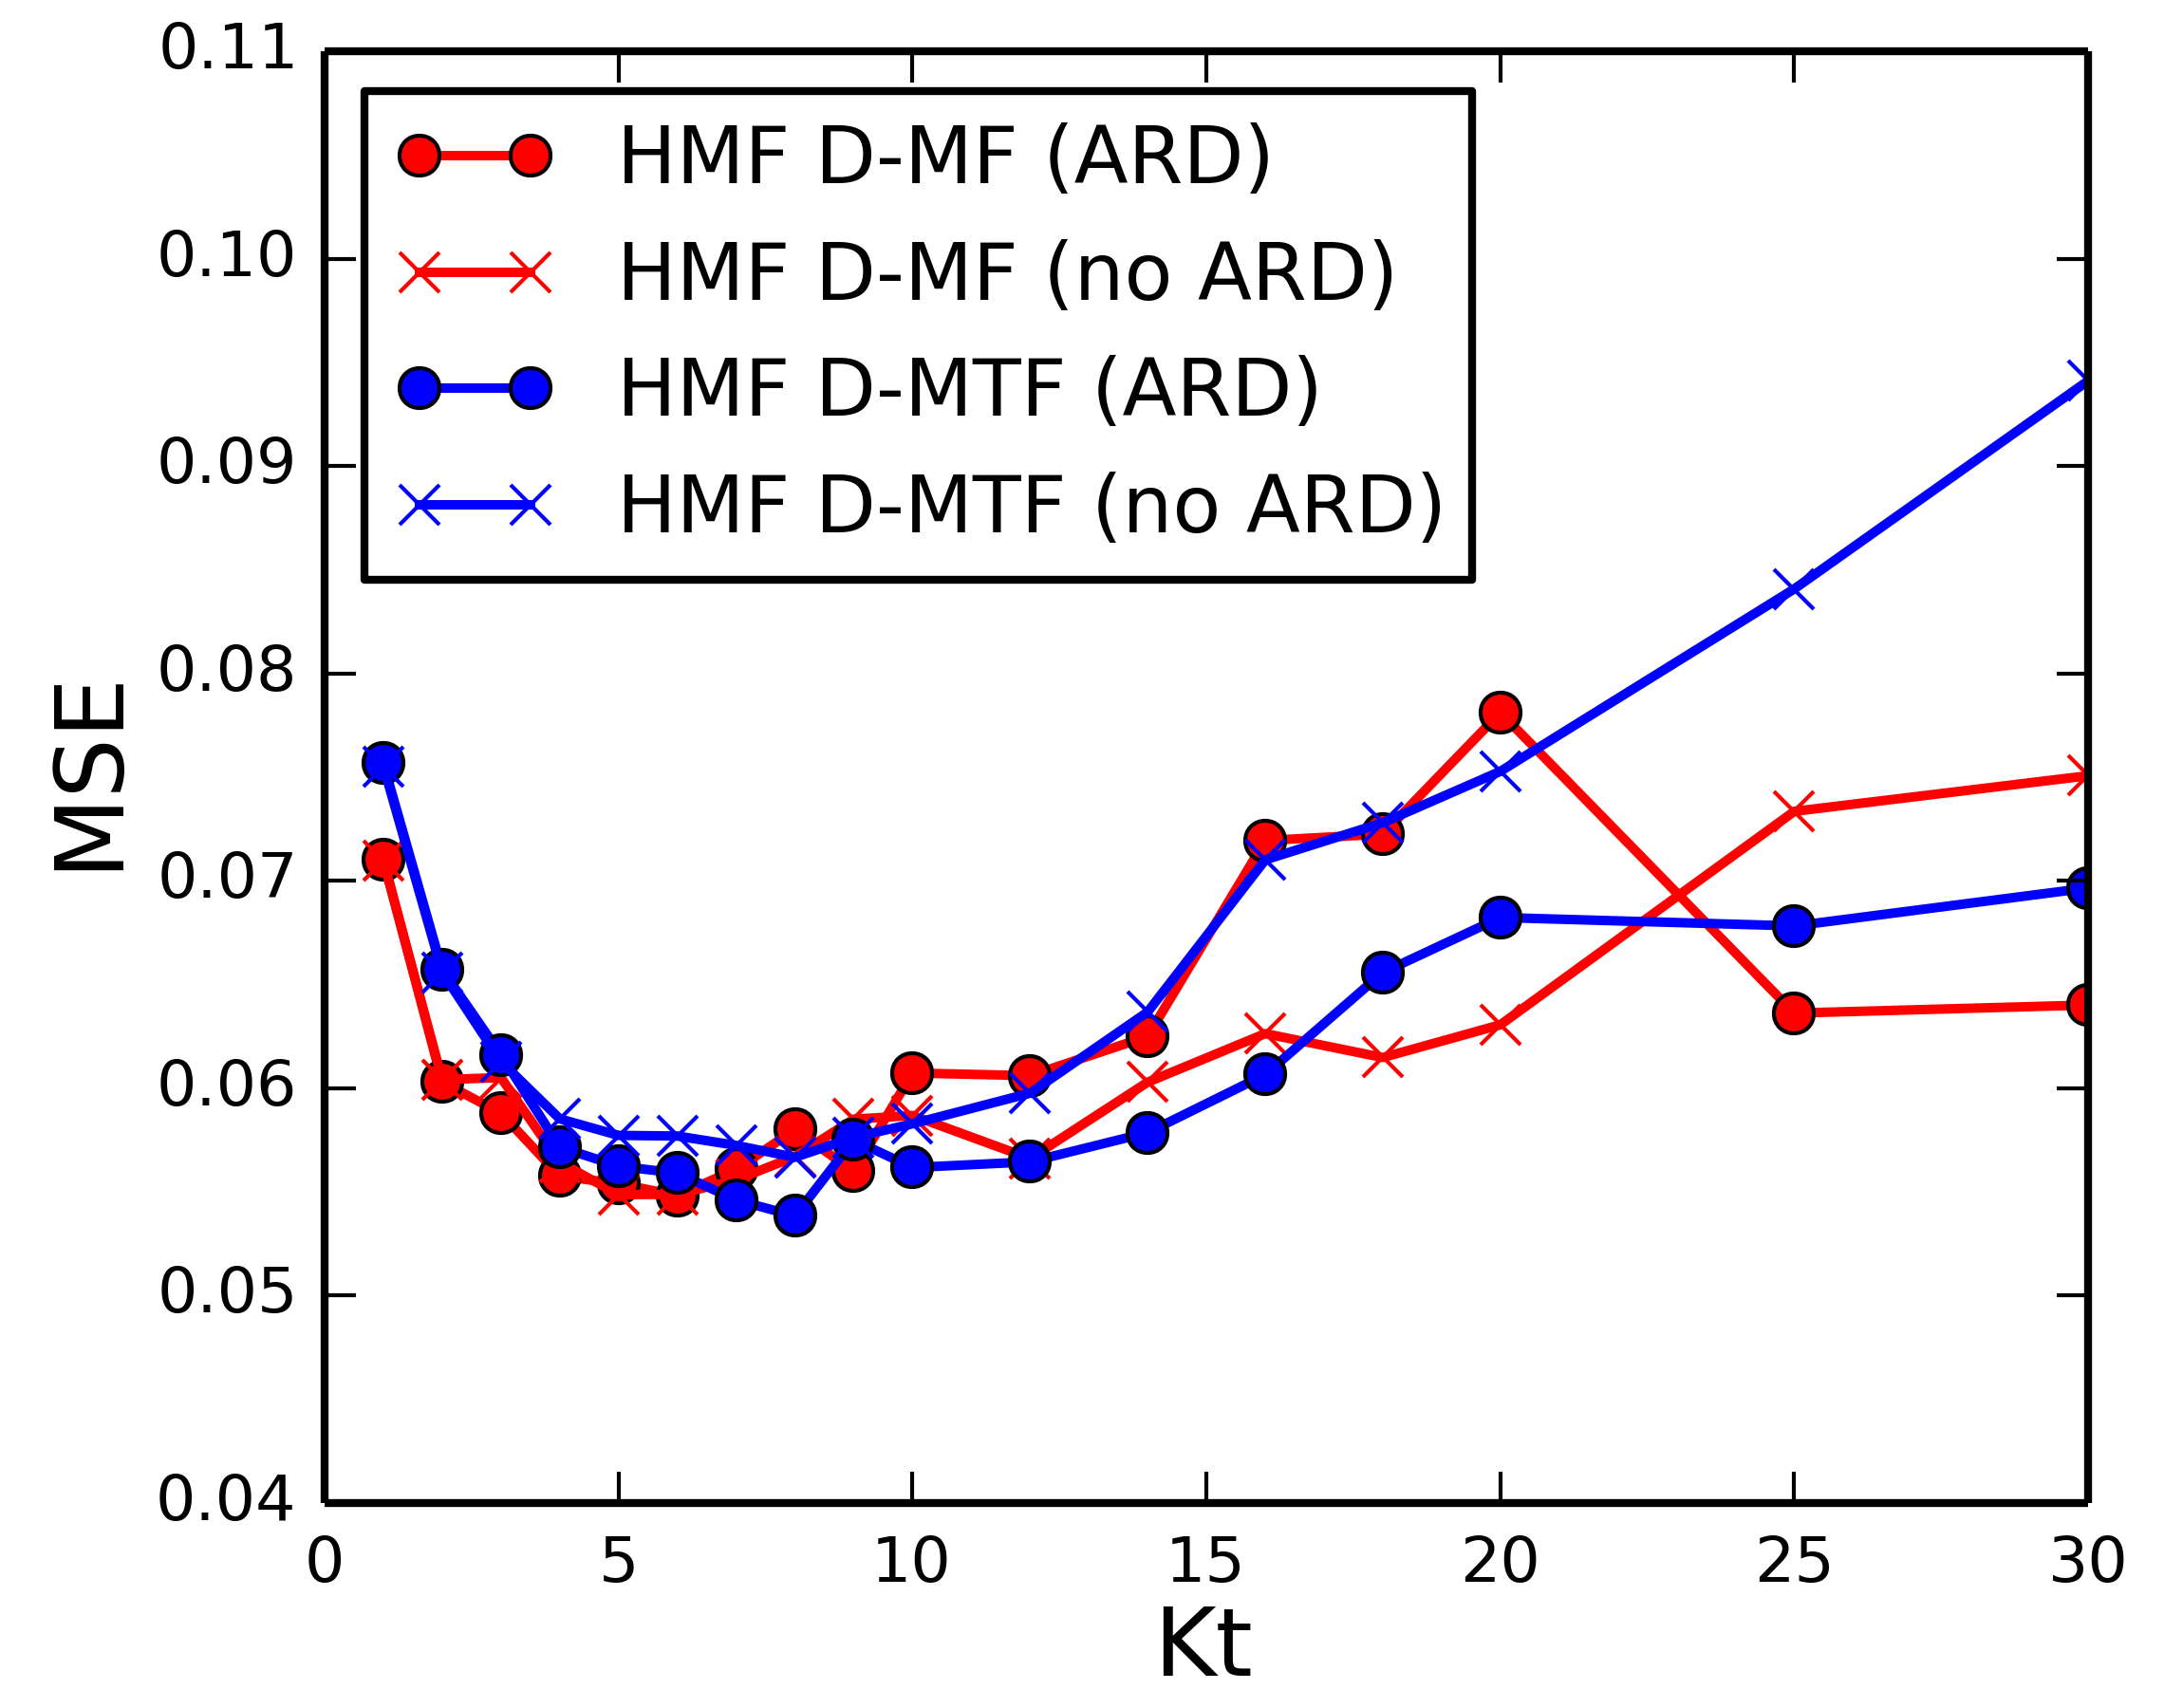 0.11
HMF D-MF (ARD)
0.10
HMF D-MF (no ARD)
HMF D-MTF (ARD)
0.09
HMF D-MTF (no ARD)
0.08
MSE
0.07
0.06
0.05
0.04
0 5 10 15 20 25 30
Kt